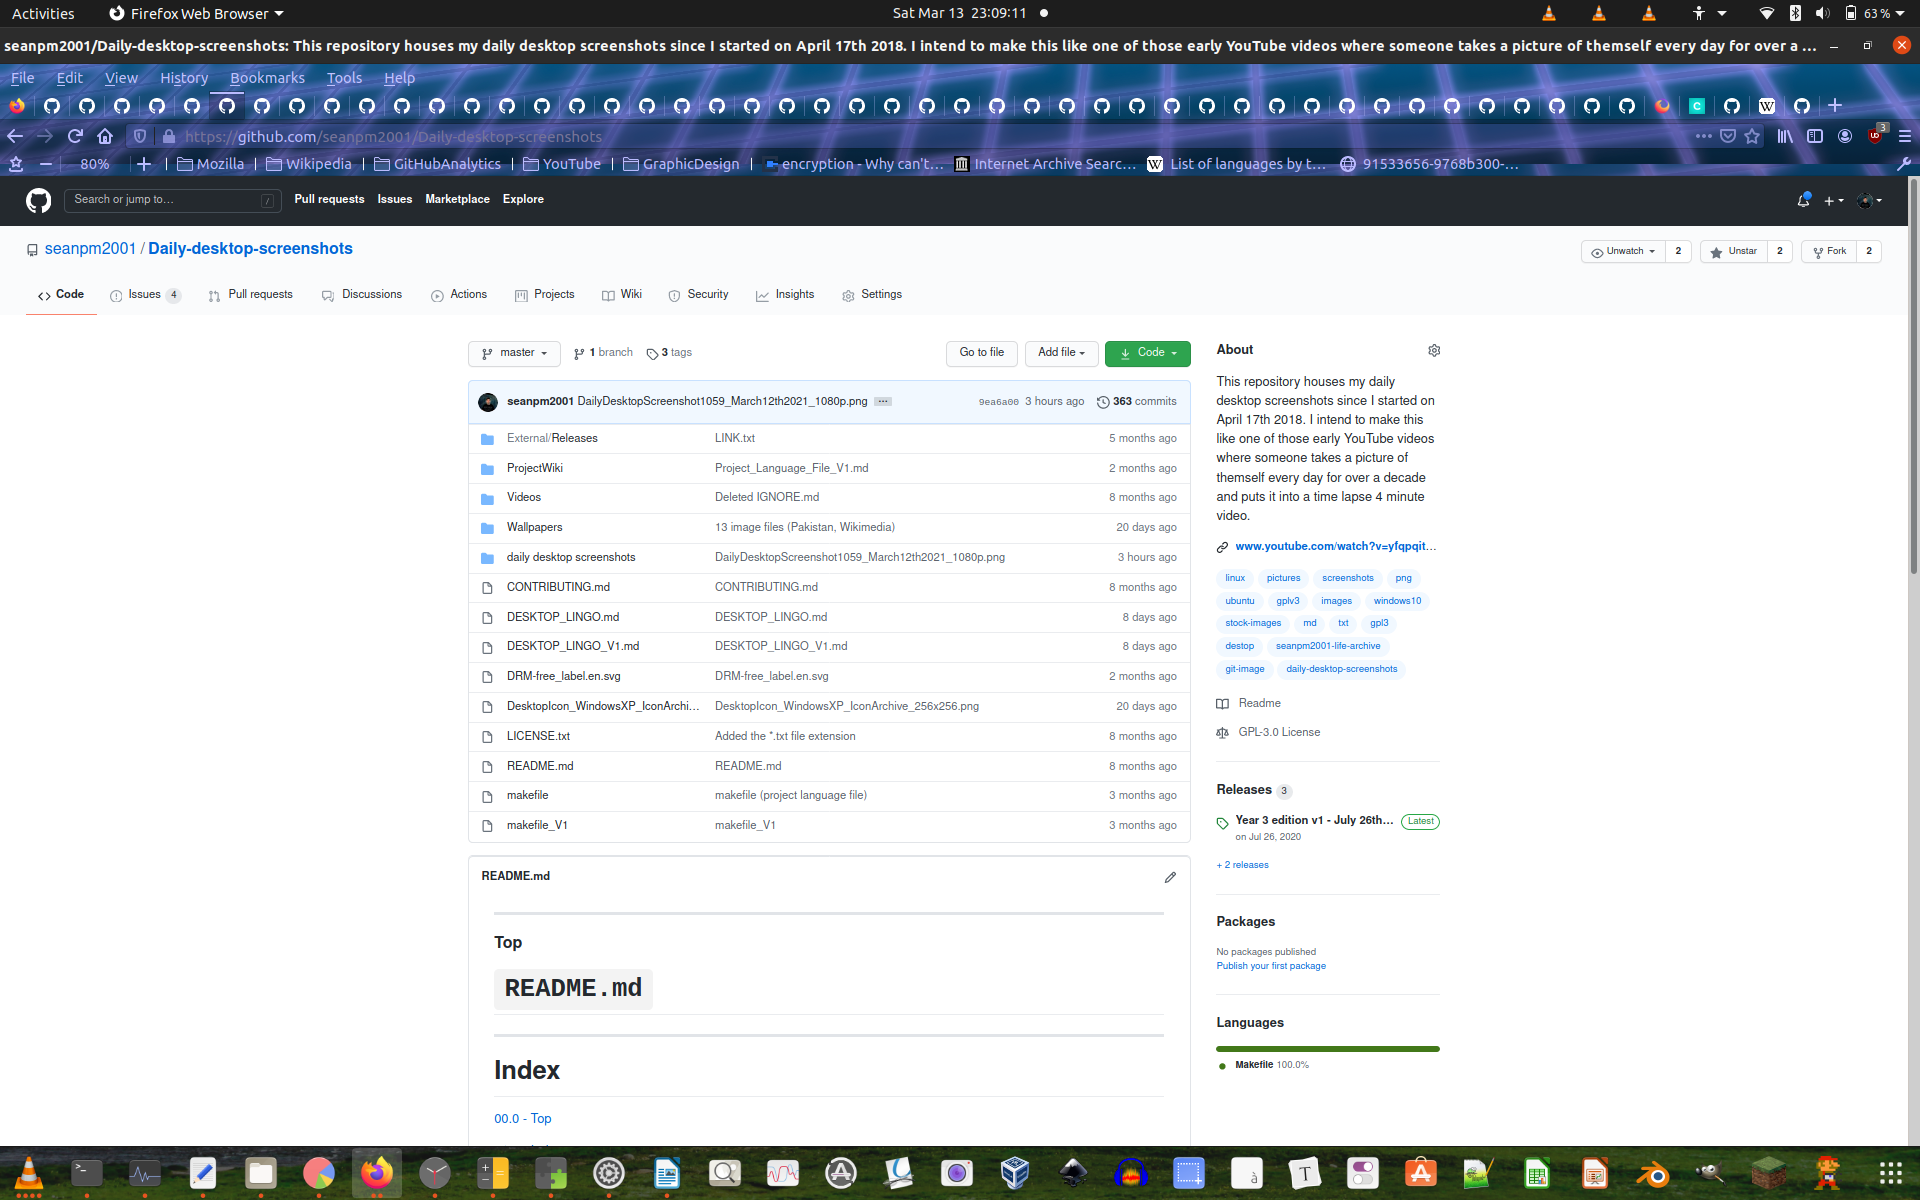 Activities
Firefox Web Browser
Sat Mar 13 23:09:11
63 %
seanpm2001/Daily-desktop-screenshots: This repository houses my daily desktop screenshots since I started on April 17th 2018. I intend to make this like one of those early YouTube videos where someone takes a picture of themself every day for over a ...
File Edit View History Bookmarks Tools Help
https://github.com/seanpm2001/Daily-desktop-screenshots
3
80% Mozilla Wikipedia GitHubAnalytics YouTube GraphicDesign encryption - Why can't... Internet Archive Searc... List of languages by t... 91533656-9768b300-...
Search or jump to... /
Pull requests Issues Marketplace Explore
seanpm2001 / Daily-desktop-screenshots
Unwatch 2 Unstar 2 Fork 2
Code Issues 4 Pull requests Discussions Actions Projects Wiki Security Insights Settings
master 1 branch 3 tags
Go to file Add file Code
seanpm2001 DailyDesktopScreenshot1059_March12th2021_1080p.png ... 9ea6a00 3 hours ago 363 commits
External/Releases LINK.txt 5 months ago
ProjectWiki Project_Language_File_V1.md 2 months ago
Videos Deleted IGNORE.md 8 months ago
Wallpapers 13 image files (Pakistan, Wikimedia) 20 days ago
daily desktop screenshots DailyDesktopScreenshot1059_March12th2021_1080p.png 3 hours ago
CONTRIBUTING.md CONTRIBUTING.md 8 months ago
DESKTOP_LINGO.md DESKTOP_LINGO.md 8 days ago
DESKTOP_LINGO_V1.md DESKTOP_LINGO_V1.md 8 days ago
DRM-free_label.en.svg DRM-free_label.en.svg 2 months ago
DesktopIcon_WindowsXP_IconArchi... DesktopIcon_WindowsXP_IconArchive_256x256.png 20 days ago
LICENSE.txt Added the *.txt file extension 8 months ago
README.md README.md 8 months ago
makefile makefile (project language file) 3 months ago
makefile_V1 makefile_V1 3 months ago
README.md
Top
README.md
Index
00.0 - Top
About
This repository houses my daily
desktop screenshots since I started on
April 17th 2018. I intend to make this
like one of those early YouTube videos
where someone takes a picture of
themself every day for over a decade
and puts it into a time lapse 4 minute
video.
www.youtube.com/watch?v=yfqpqit...
linux pictures screenshots png
ubuntu gplv3 images windows10
stock-images md txt gpl3
destop seanpm2001-life-archive
git-image daily-desktop-screenshots
Readme
GPL-3.0 License
Releases 3
Year 3 edition v1 - July 26th... Latest
on Jul 26, 2020
+ 2 releases
Packages
No packages published
Publish your first package
Languages
Makefile 100.0%